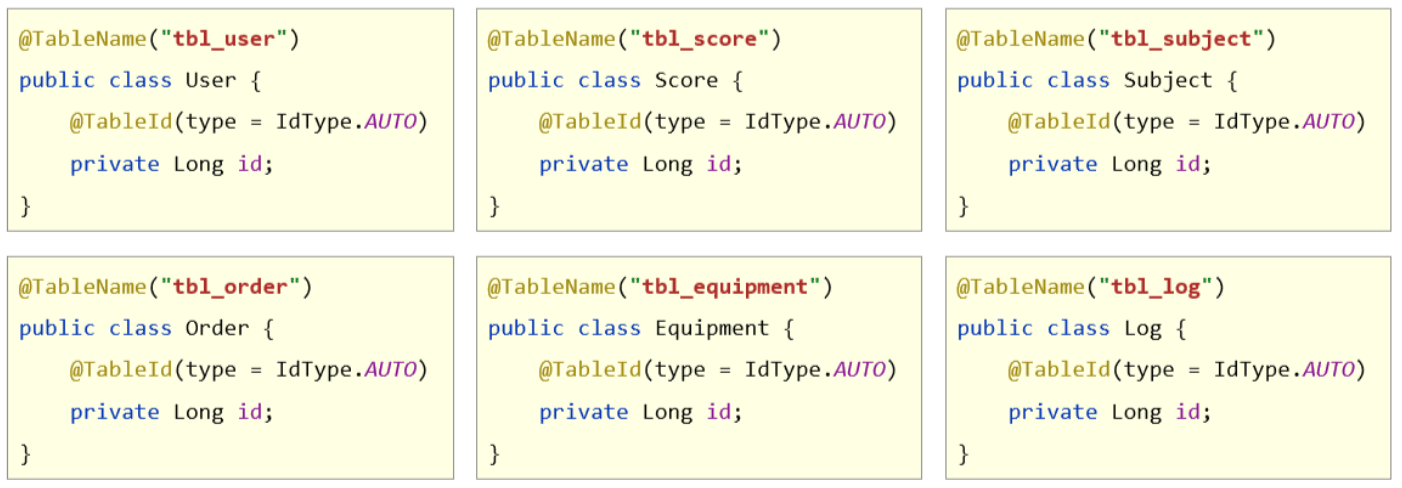 @TableName("tbl_user")
public class User {
    @TableId(type = IdType.AUTO)
    private Long id;
}
@TableName("tbl_score")
public class Score {
    @TableId(type = IdType.AUTO)
    private Long id;
}
@TableName("tbl_subject")
public class Subject {
    @TableId(type = IdType.AUTO)
    private Long id;
}
@TableName("tbl_order")
public class Order {
    @TableId(type = IdType.AUTO)
    private Long id;
}
@TableName("tbl_equipment")
public class Equipment {
    @TableId(type = IdType.AUTO)
    private Long id;
}
@TableName("tbl_log")
public class Log {
    @TableId(type = IdType.AUTO)
    private Long id;
}